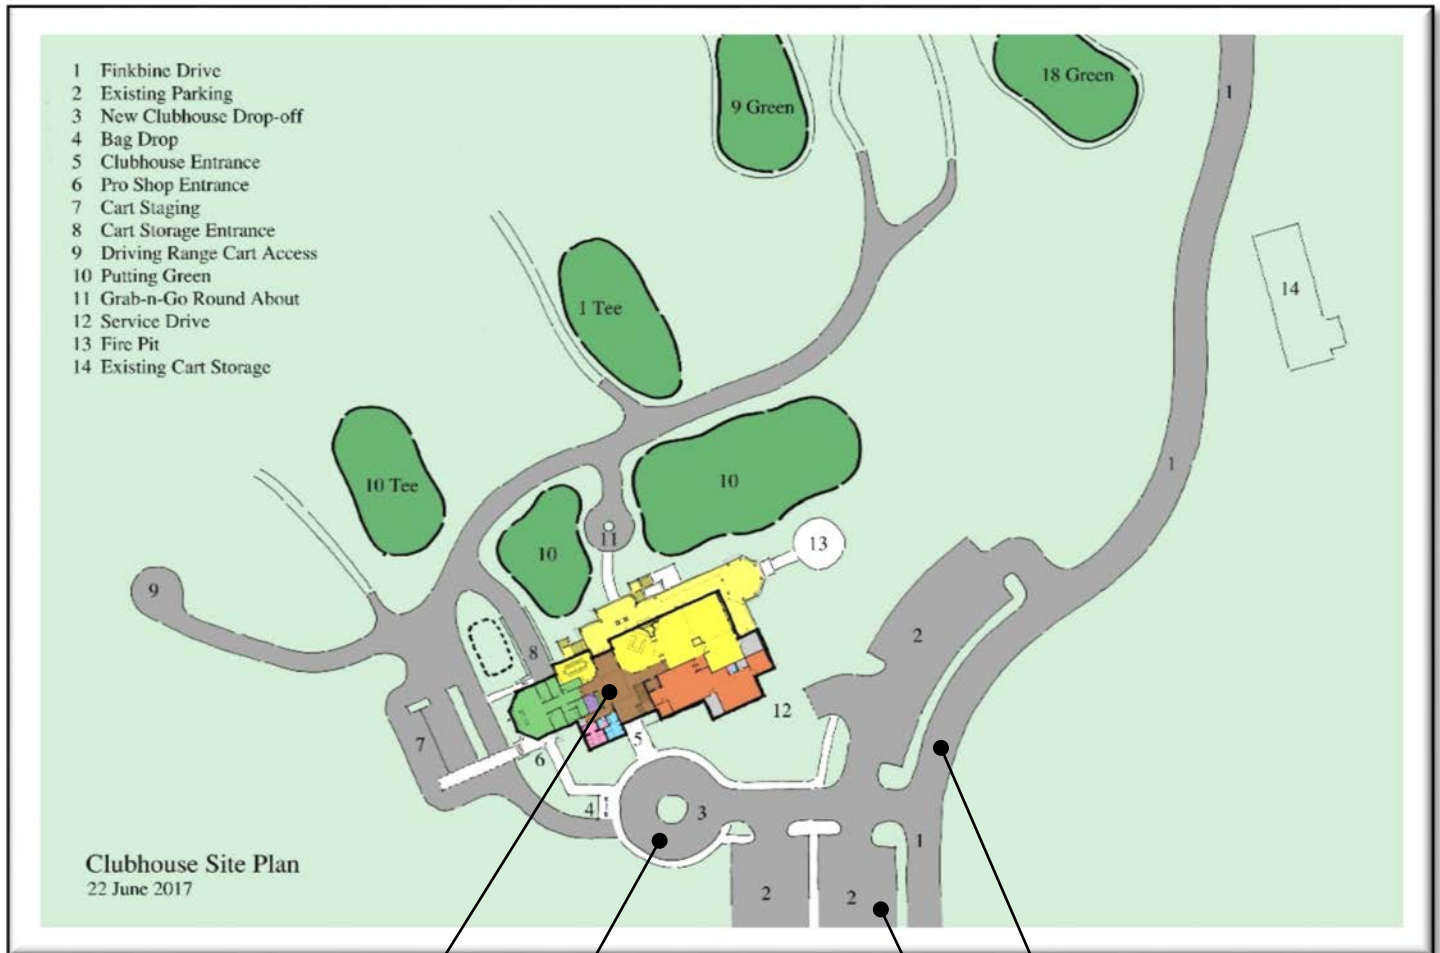 1 Finkbine Drive
2 Existing Parking
3 New Clubhouse Drop-off
4 Bag Drop
5 Clubhouse Entrance
6 Pro Shop Entrance
7 Cart Staging
8 Cart Storage Entrance
9 Driving Range Cart Access
10 Putting Green
11 Grab-n-Go Round About
12 Service Drive
13 Fire Pit
14 Existing Cart Storage
9 Green
18 Green
1
14
1 Tee
1
10 Tee
10
10
11
13
9
8
2
12
7
6
5
4
3
1
2
2
Clubhouse Site Plan
22 June 2017